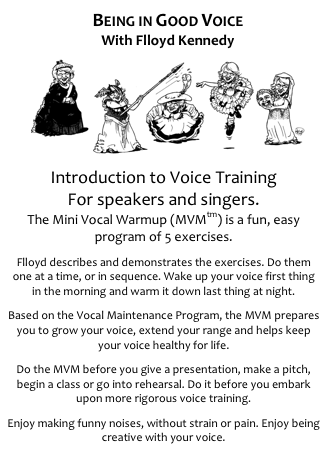 BEING IN GOOD VOICE
With Flloyd Kennedy
Introduction to Voice Training
For speakers and singers.
The Mini Vocal Warmup (MVM™) is a fun, easy
program of 5 exercises.
Flloyd describes and demonstrates the exercises. Do them
one at a time, or in sequence. Wake up your voice first thing
in the morning and warm it down last thing at night.
Based on the Vocal Maintenance Program, the MVM prepares
you to grow your voice, extend your range and helps keep
your voice healthy for life.
Do the MVM before you give a presentation, make a pitch,
begin a class or go into rehearsal. Do it before you embark
upon more rigorous voice training.
Enjoy making funny noises, without strain or pain. Enjoy being
creative with your voice.